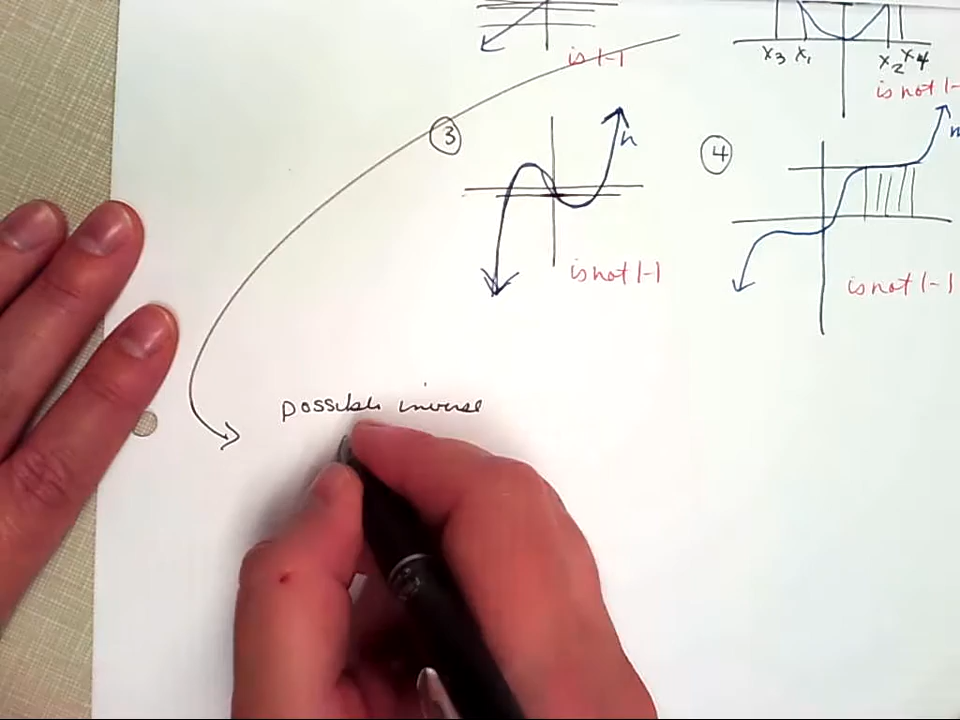 is 1-1
x3 x1 x2 x4
is not 1-
3
h
4
is not 1-1
is not 1-1
possible inverse